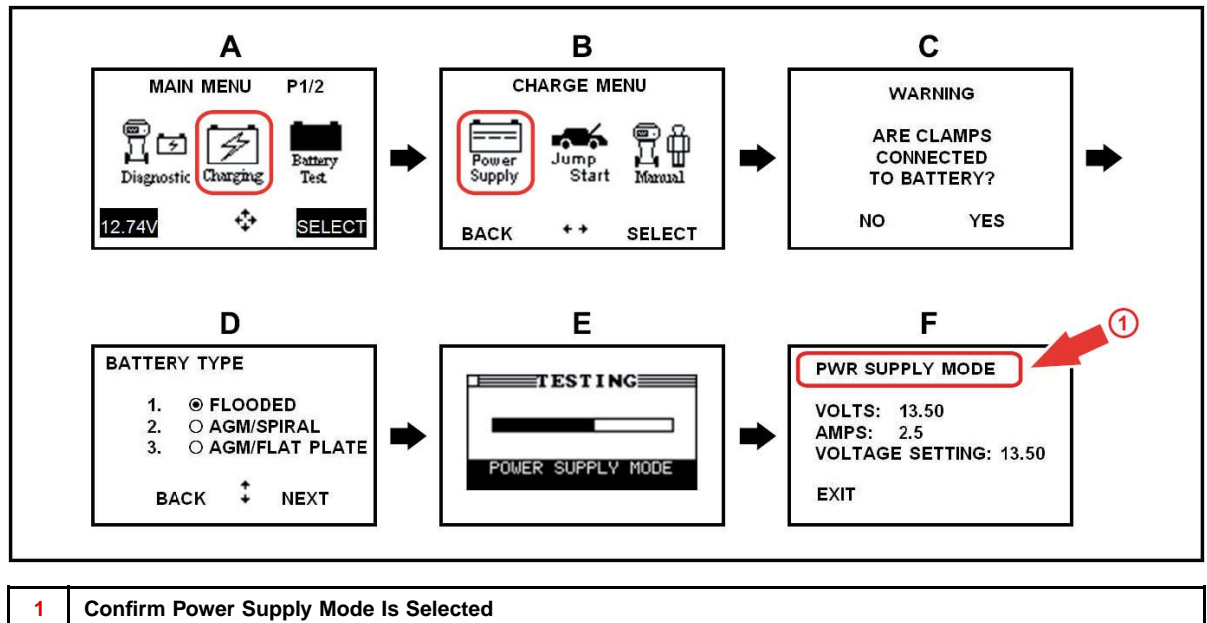 A
MAIN MENU P1/2
Diagnostic Charging Battery Test
12.74V SELECT
B
CHARGE MENU
Power Supply Jump Start Manual
BACK SELECT
C
WARNING
ARE CLAMPS
CONNECTED
TO BATTERY?
NO YES
D
BATTERY TYPE
1. FLOODED
2. AGM/SPIRAL
3. AGM/FLAT PLATE
BACK NEXT
E
TESTING
POWER SUPPLY MODE
F
1
PWR SUPPLY MODE
VOLTS: 13.50
AMPS: 2.5
VOLTAGE SETTING: 13.50
EXIT
1 Confirm Power Supply Mode Is Selected